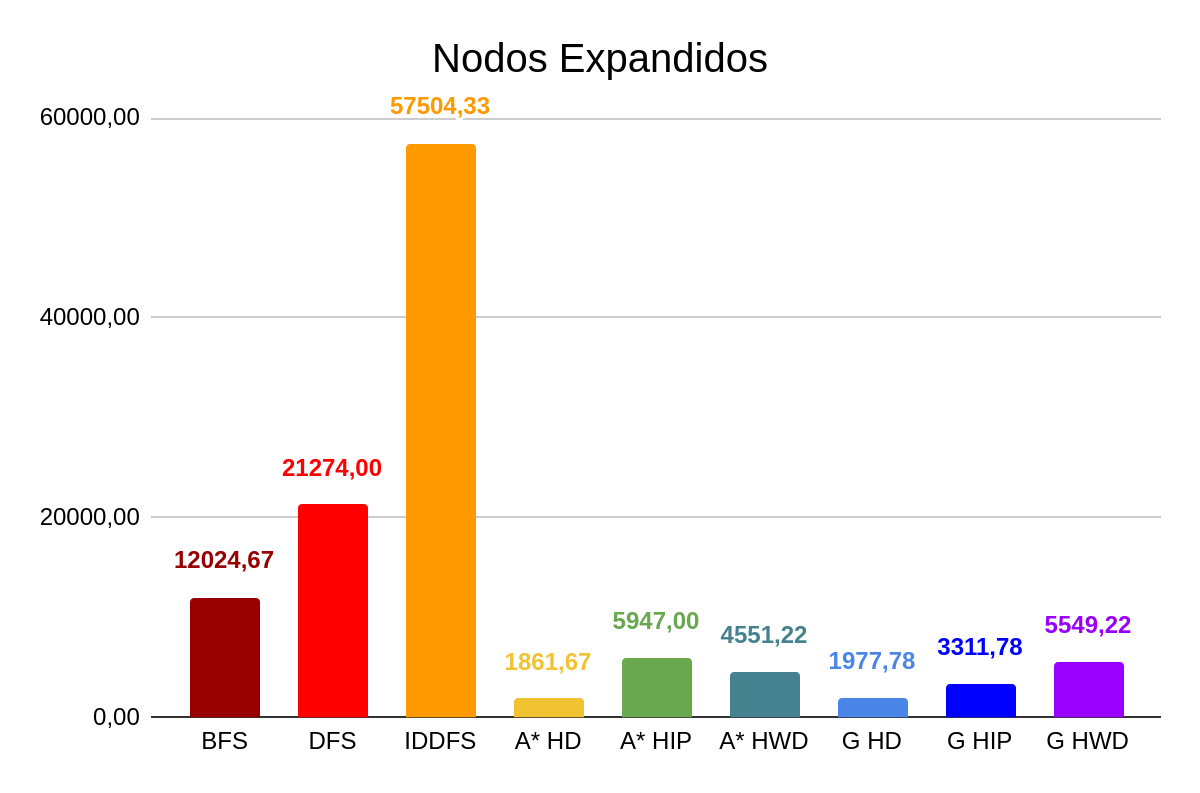 Nodos Expandidos
60000,00
40000,00
20000,00
0,00
12024,67
21274,00
57504,33
1861,67
5947,00
4551,22
1977,78
3311,78
5549,22
BFS
DFS
IDDFS
A* HD
A* HIP
A* HWD
G HD
G HIP
G HWD